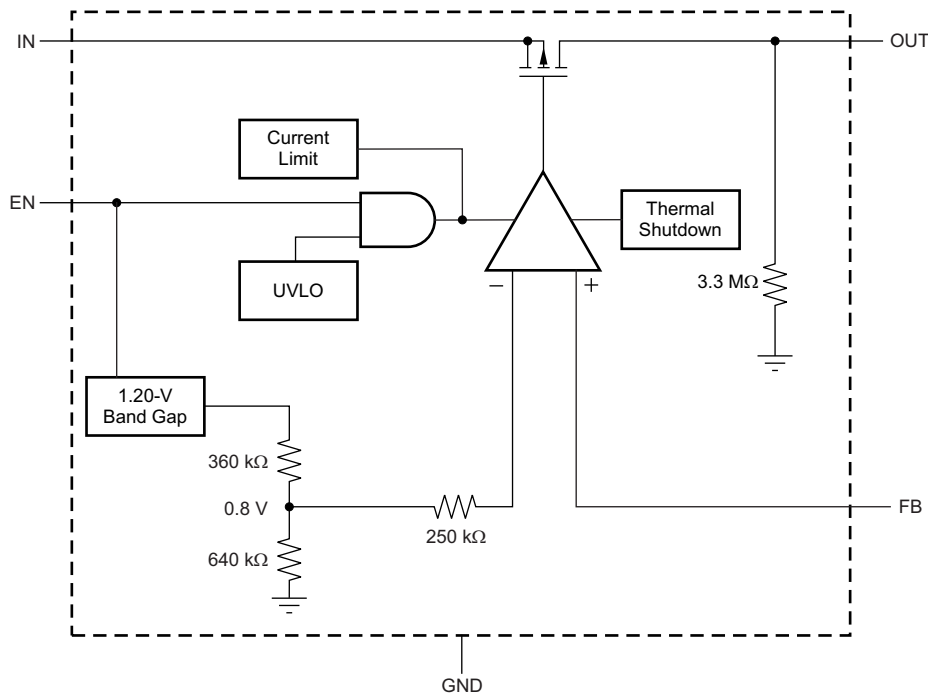 IN
OUT
Current
Limit
EN
Thermal
Shutdown
UVLO
−
+
3.3 MΩ
1.20-V
Band Gap
360 kΩ
0.8 V
FB
250 kΩ
640 kΩ
GND